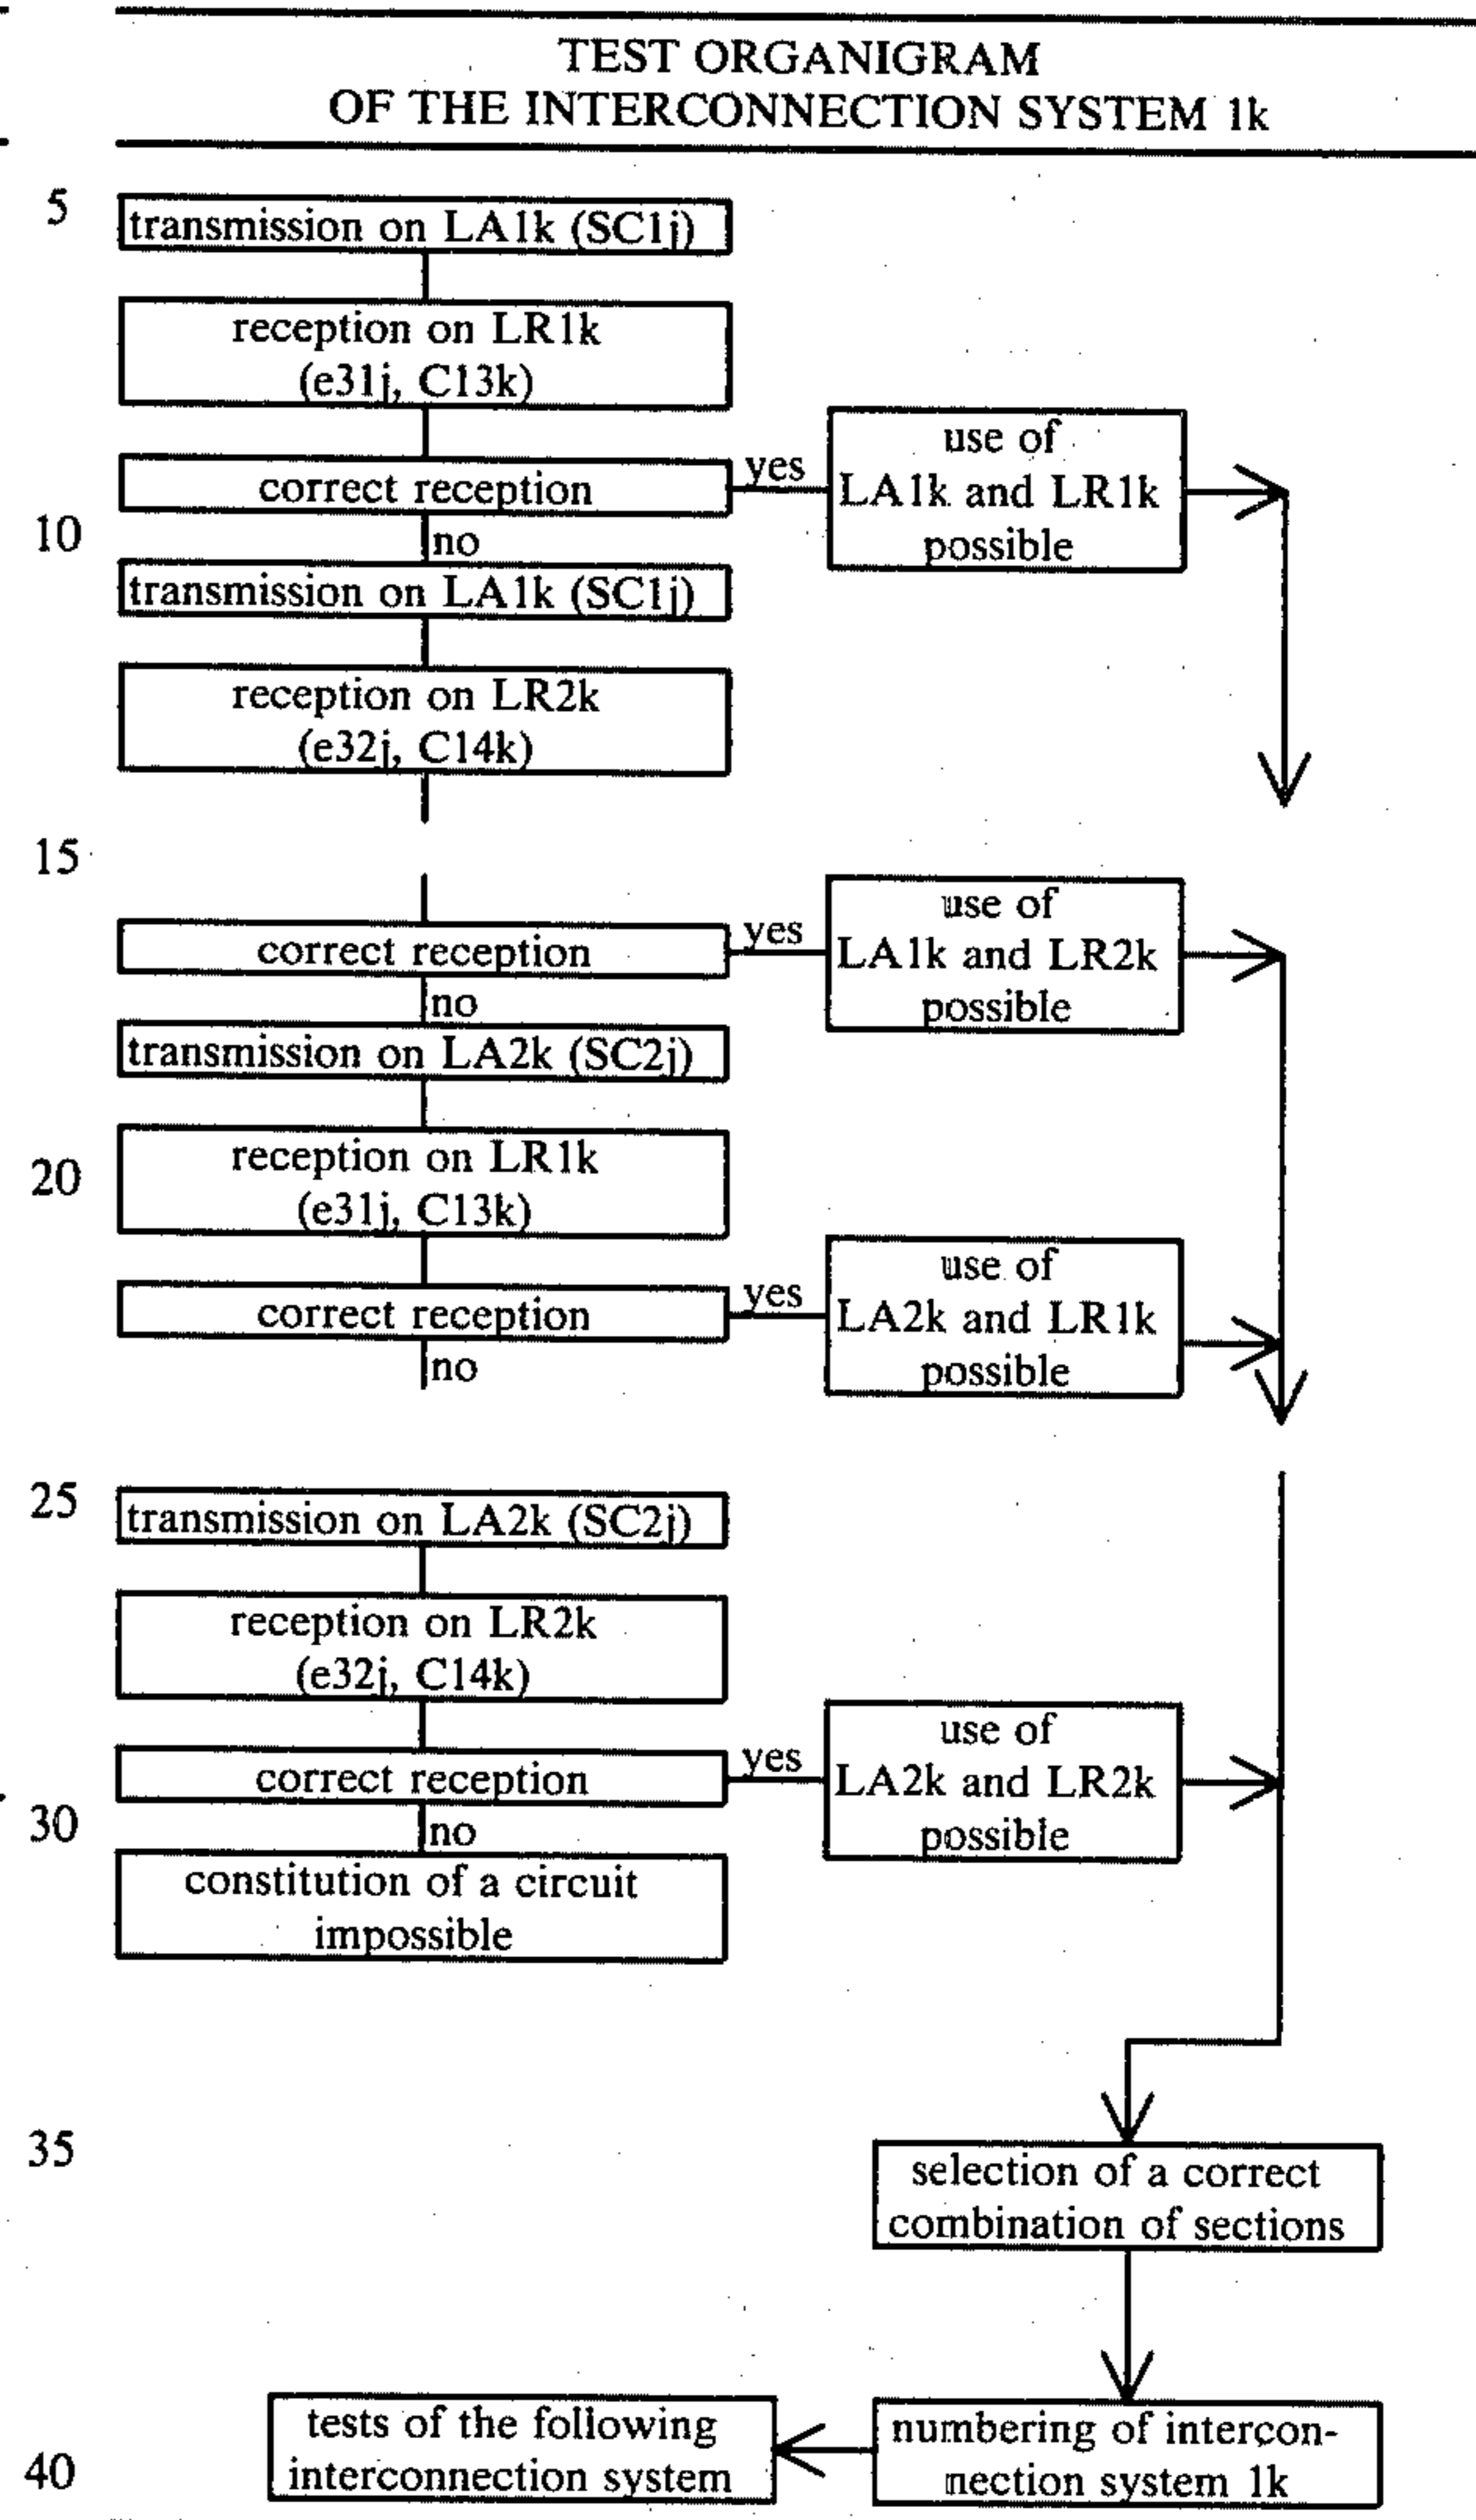 TEST ORGANIGRAM
OF THE INTERCONNECTION SYSTEM 1k
5
transmission on LA1k (SC1j)
reception on LR1k
(e31j, C13k)
correct reception
yes
use of
LA1k and LR1k
possible
10
no
transmission on LA1k (SC1j)
reception on LR2k
(e32j, C14k)
15
correct reception
yes
use of
LA1k and LR2k
possible
no
transmission on LA2k (SC2j)
20
reception on LR1k
(e31j, C13k)
correct reception
yes
use of
LA2k and LR1k
possible
no
25
transmission on LA2k (SC2j)
reception on LR2k
(e32j, C14k)
correct reception
yes
use of
LA2k and LR2k
possible
30
no
constitution of a circuit
impossible
35
selection of a correct
combination of sections
numbering of intercon-
nection system 1k
tests of the following
interconnection system
40